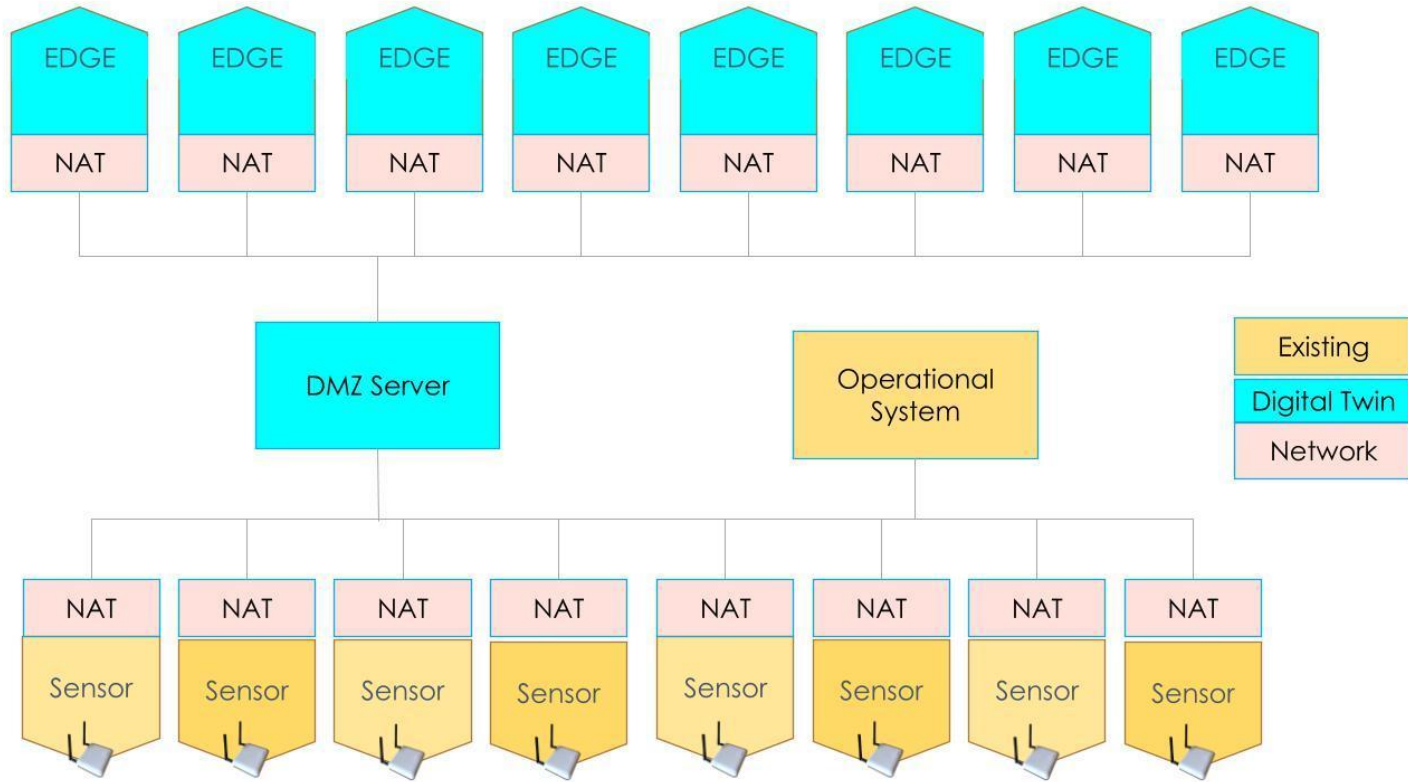 EDGE EDGE EDGE EDGE EDGE EDGE EDGE EDGE
NAT NAT NAT NAT NAT NAT NAT NAT
DMZ Server
Operational
System
Existing
Digital Twin
Network
NAT NAT NAT NAT NAT NAT NAT NAT
Sensor Sensor Sensor Sensor Sensor Sensor Sensor Sensor